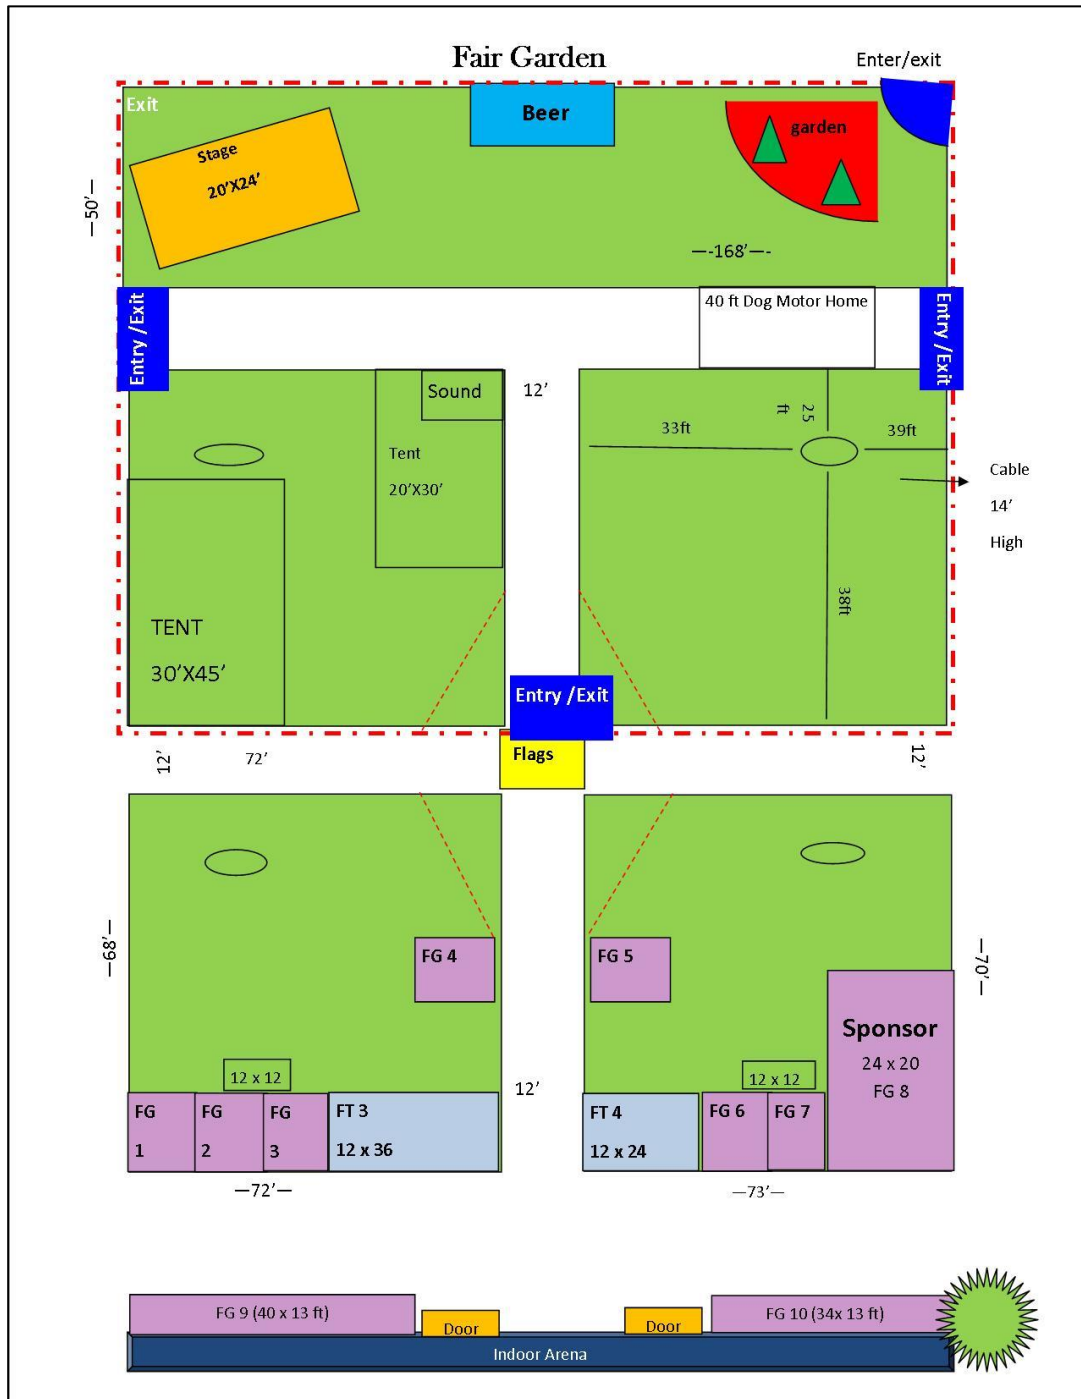 Fair Garden
Enter/exit
Exit
Beer
garden
Stage
20'X24'
—50'—
—-168'—-
Entry /Exit
40 ft Dog Motor Home
Entry /Exit
Sound
12'
25
ft
33ft
39ft
Tent
20'X30'
Cable
14'
High
38ft
TENT
30'X45'
Entry /Exit
Flags
12'
72'
12'
—68'—
FG 4
FG 5
—70'—
Sponsor
24 x 20
FG 8
12 x 12
12'
12 x 12
FG
1
FG
2
FG
3
FT 3
12 x 36
FT 4
12 x 24
FG 6
FG 7
—72'—
—73'—
FG 9 (40 x 13 ft)
Door
Door
FG 10 (34x 13 ft)
Indoor Arena